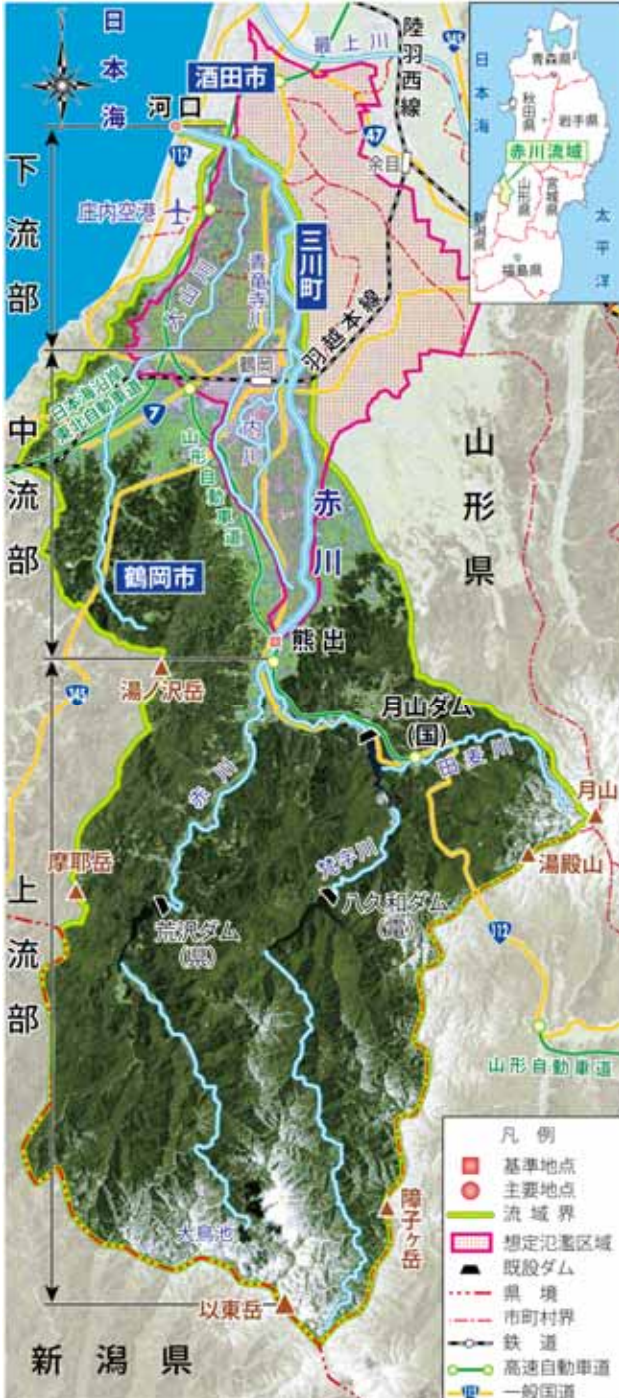 日本海
酒田市
最上川
陸羽西線
345
河口
112
47
余目
下流部
庄内空港
三川町
大山川
青竜寺川
羽越本線
鶴岡
日本海沿岸
東北自動車道
7
内川
山形自動車道
中流部
赤川
山形県
鶴岡市
熊出
345
湯ノ沢岳
月山ダム
(国)
田麦川
月山
赤川
梵字川
湯殿山
摩耶岳
荒沢ダム
(県)
八久和ダム
(電)
112
上流部
山形自動車道
大鳥池
障子ヶ岳
以東岳
新潟県
日本海
青森県
秋田県
岩手県
赤川流域
山形県
宮城県
新潟県
福島県
太平洋
凡例
基準地点
主要地点
流域界
想定氾濫区域
既設ダム
県境
市町村界
鉄道
高速自動車道
一般国道